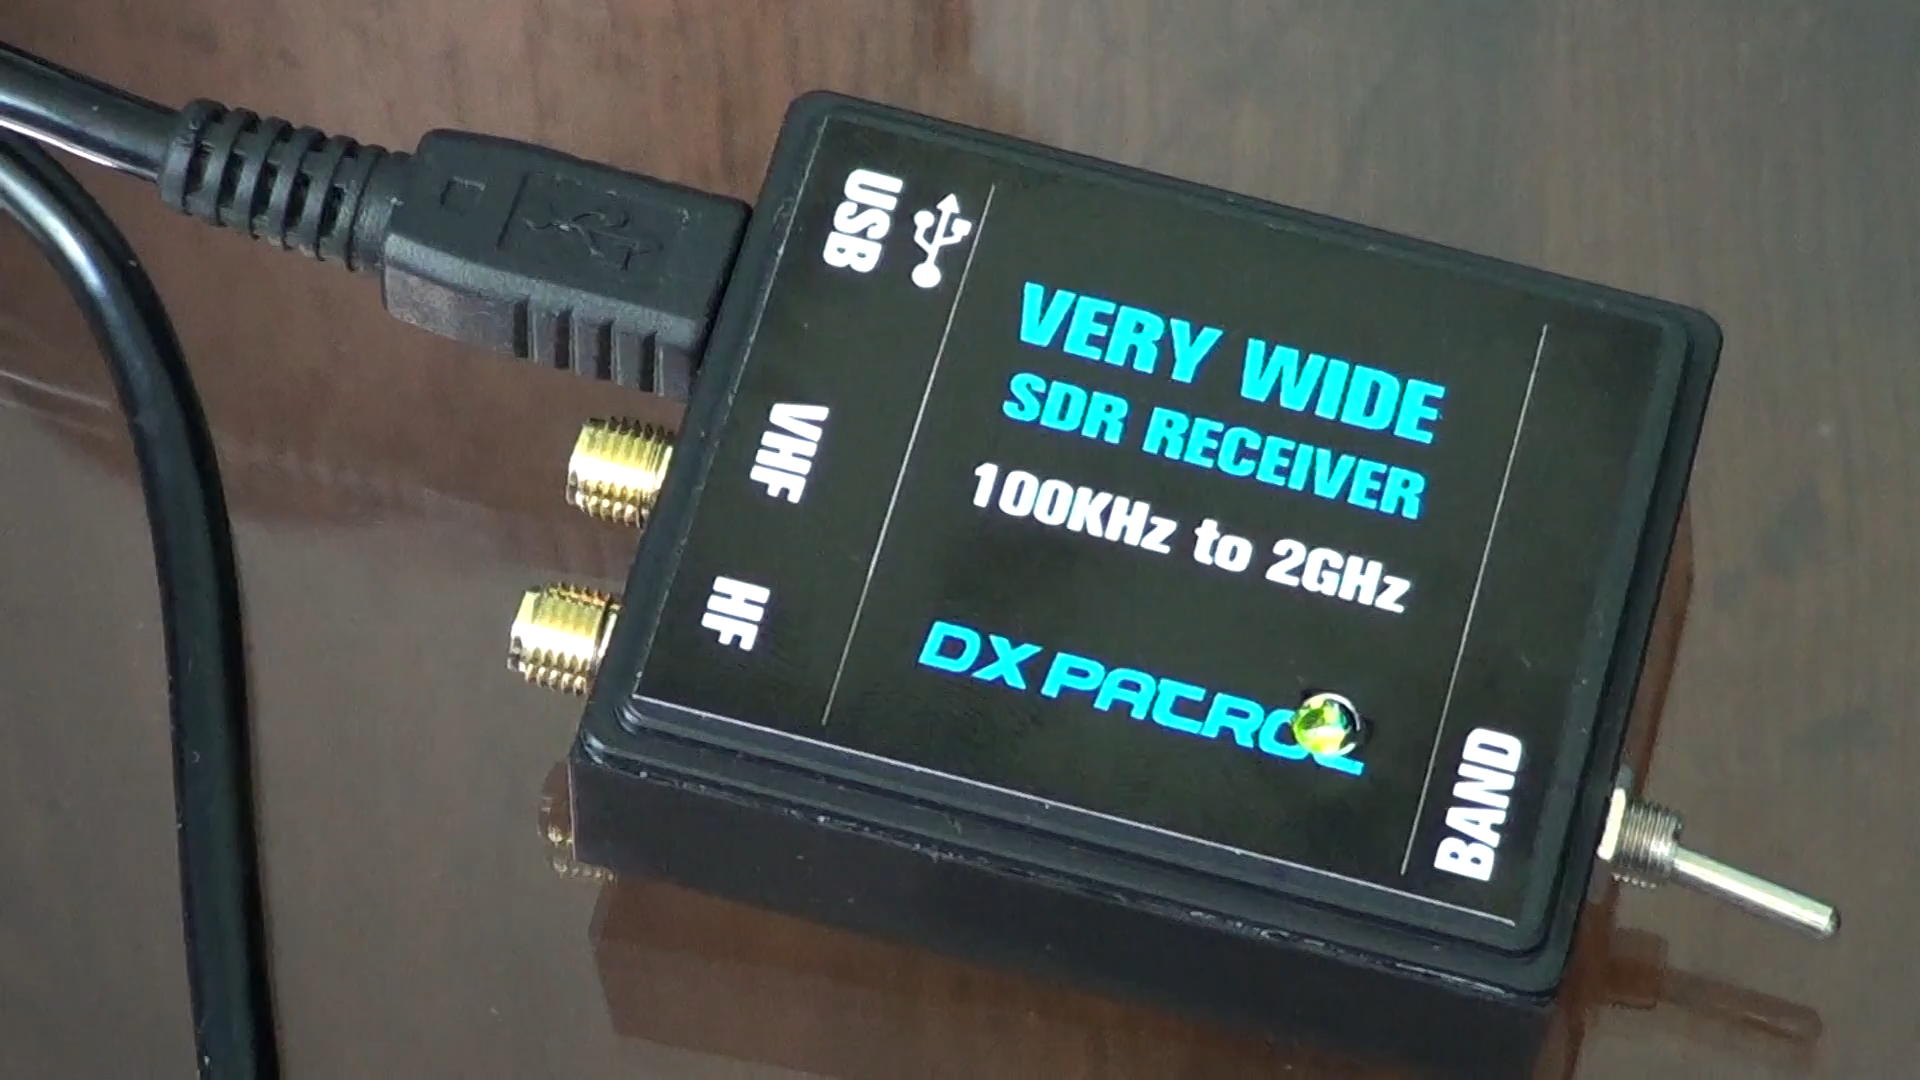 USB
VHF
HF
VERY WIDE
SDR RECEIVER
100KHz to 2GHz
DX PATROL
BAND